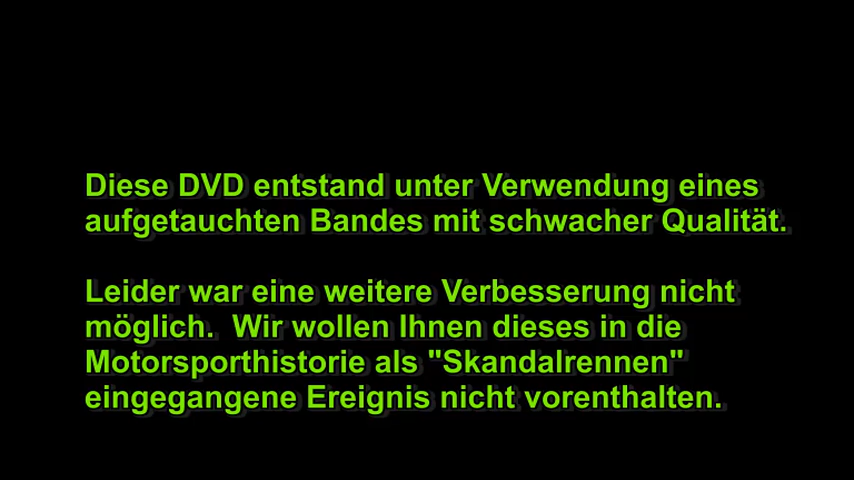 Diese DVD entstand unter Verwendung eines
aufgetauchten Bandes mit schwacher Qualität.
Leider war eine weitere Verbesserung nicht
möglich.  Wir wollen Ihnen dieses in die
Motorsporthistorie als "Skandalrennen"
eingegangene Ereignis nicht vorenthalten.